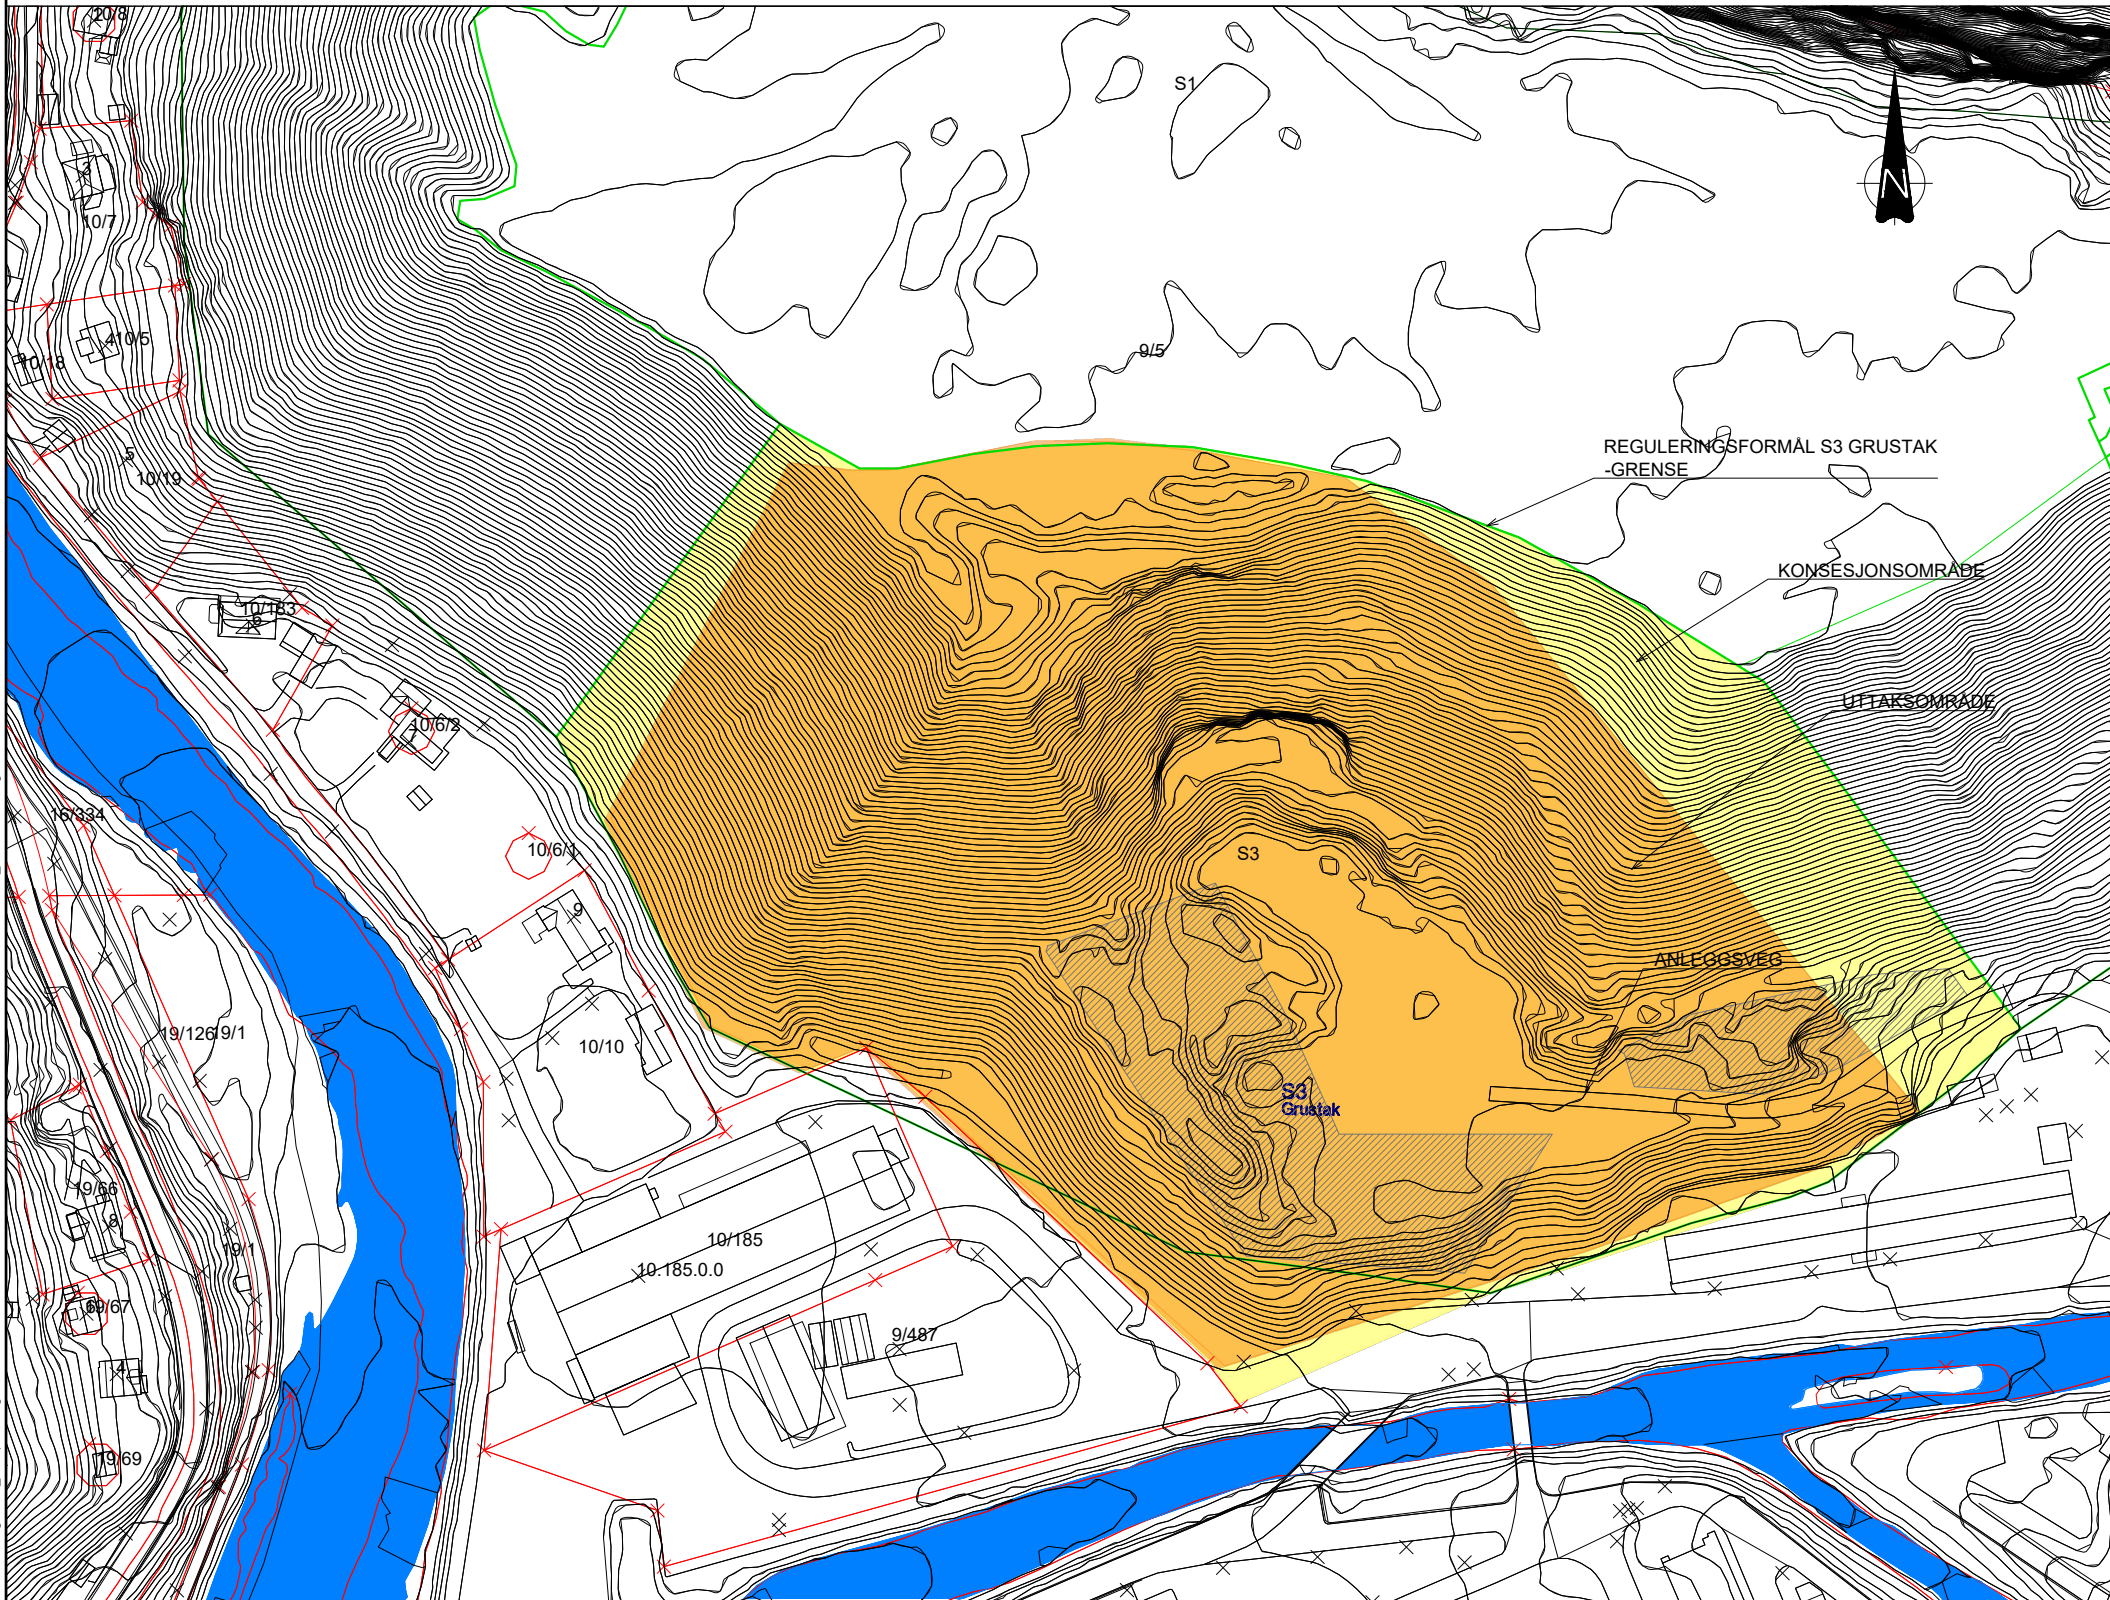 20/8
S1
3
10/7
N
410/5
9/5
10/18
REGULERINGSFORMÅL S3 GRUSTAK
-GRENSE
5
10/19
KONSESJONSOMRÅDE
10/183
6
UTTAKSOMRÅDE
10/6/2
16/334
10/6/1
S3
9
ANLEGGSVEG
19/126
19/1
10/10
S3
Grustak
19/66
8
10/185
19/1
10.185.0.0
69/67
9/487
4
19/69